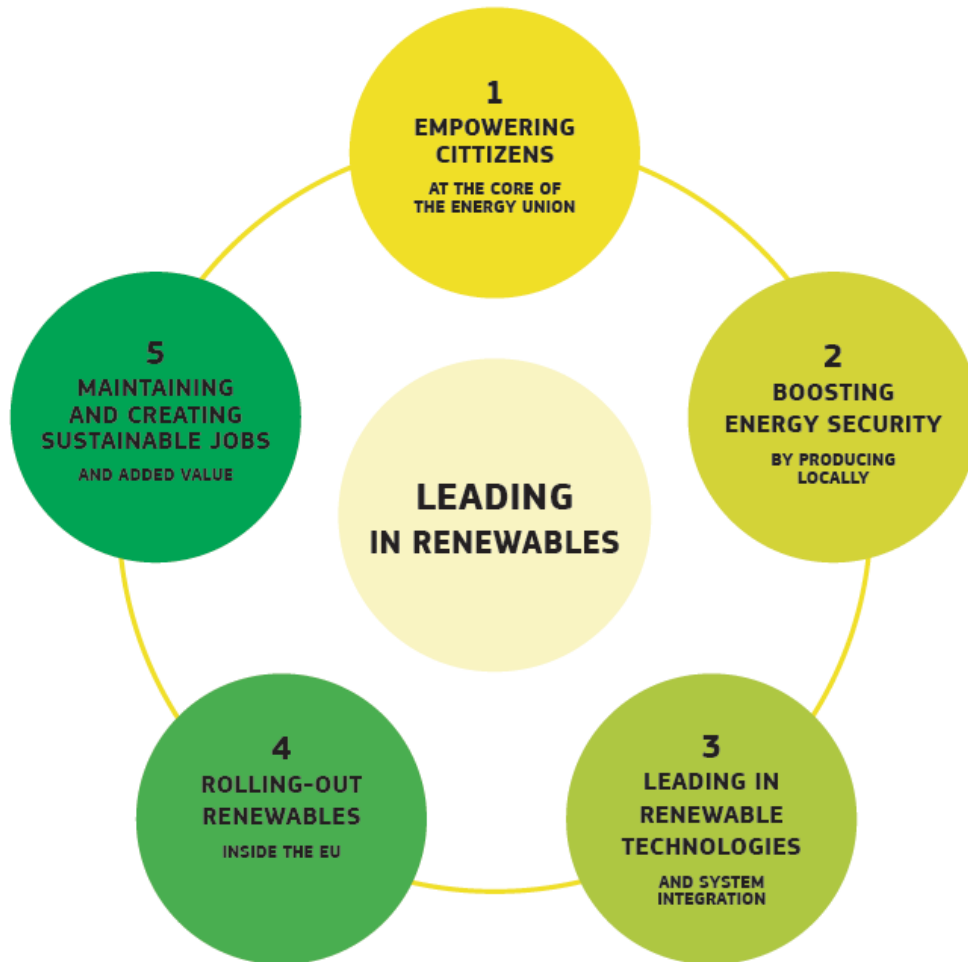 1
EMPOWERING
CITTIZENS
AT THE CORE OF
THE ENERGY UNION
2
BOOSTING
ENERGY SECURITY
BY PRODUCING
LOCALLY
3
LEADING IN
RENEWABLE
TECHNOLOGIES
AND SYSTEM
INTEGRATION
4
ROLLING-OUT
RENEWABLES
INSIDE THE EU
5
MAINTAINING
AND CREATING
SUSTAINABLE JOBS
AND ADDED VALUE
LEADING
IN RENEWABLES